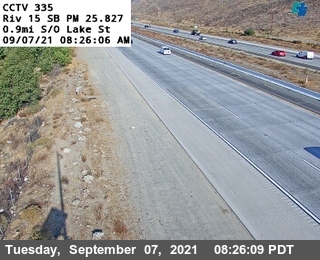 CCTV 335
Riv 15 SB PM 25.827
0.9mi S/O Lake St
09/07/21 08:26:06 AM
Tuesday, September 07, 2021 08:26:09 PDT